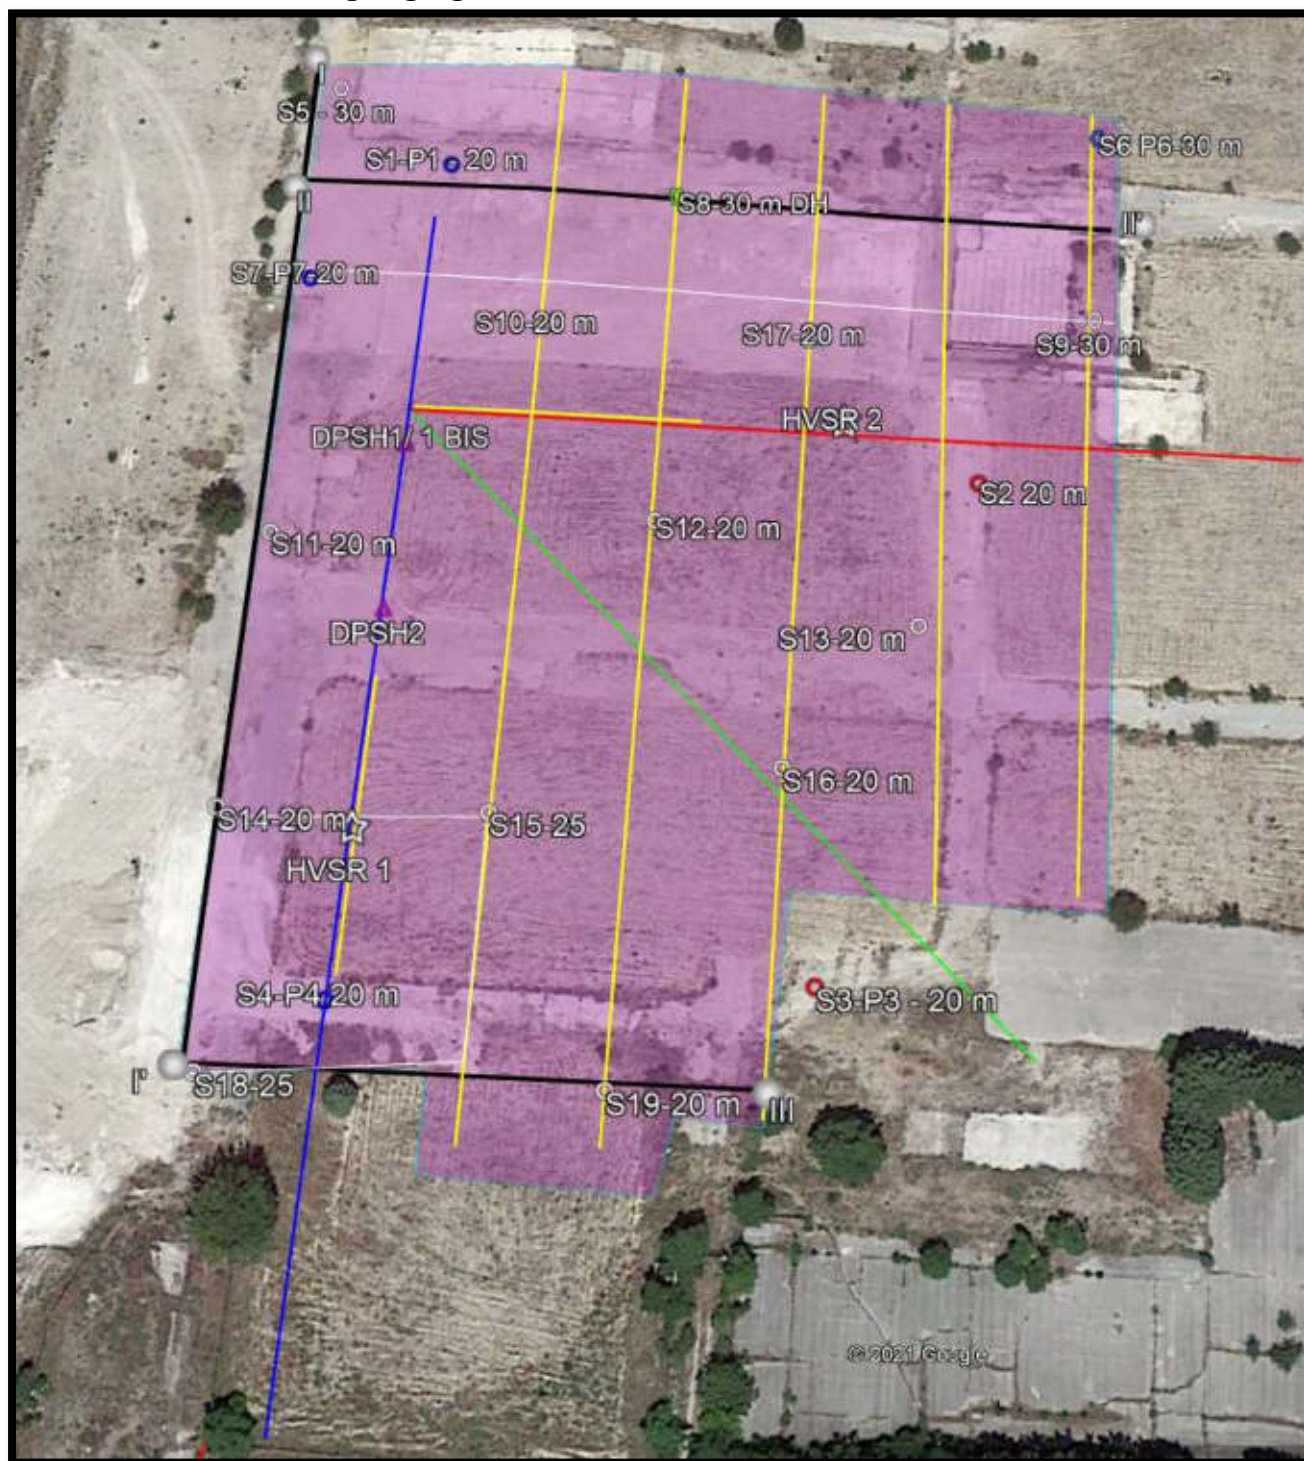 I
S5 - 30 m
S1-P1 - 20 m
S6 P6-30 m
II
S8-30 m DH
II'
S7-P7-20 m
S10-20 m
S17-20 m
S9-30 m
HVSR 2
DPSH1/ 1 BIS
S2 20 m
S12-20 m
S11-20 m
DPSH2
S13-20 m
S16-20 m
S14-20 m
S15-25
HVSR 1
S4-P4-20 m
S3-P3 - 20 m
I'
S18-25
S19-20 m
III
© 2021 Google